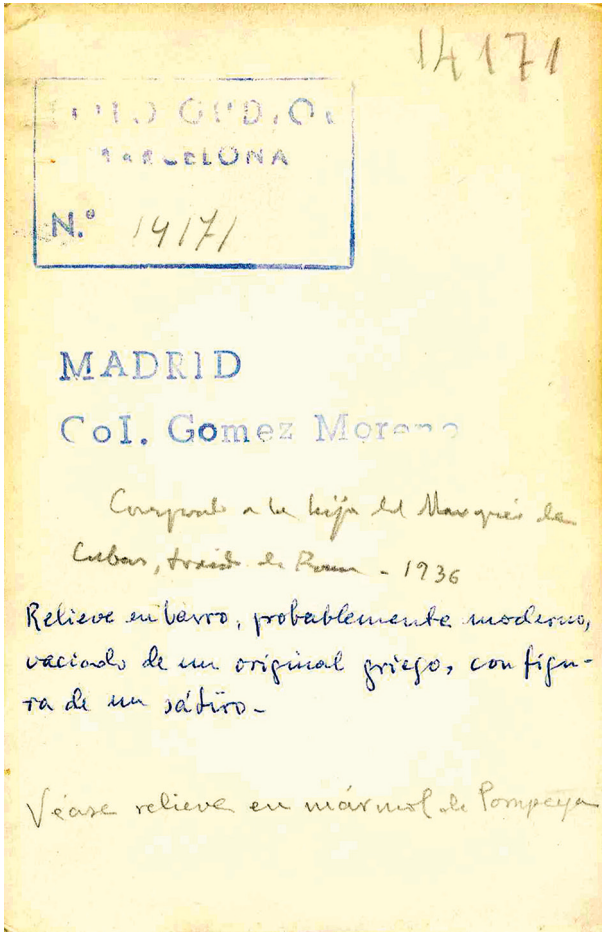 14171
BARCELONA
N.º 14171
MADRID
Col. Gomez Moreno
Comprado a la hija del Marqués de
Cubas, traido de Roma - 1936
Relieve en barro, probablemente moderno,
vaciado de un original griego, con figu-
ra de un sátiro-
Véase relieve en mármol de Pompeya